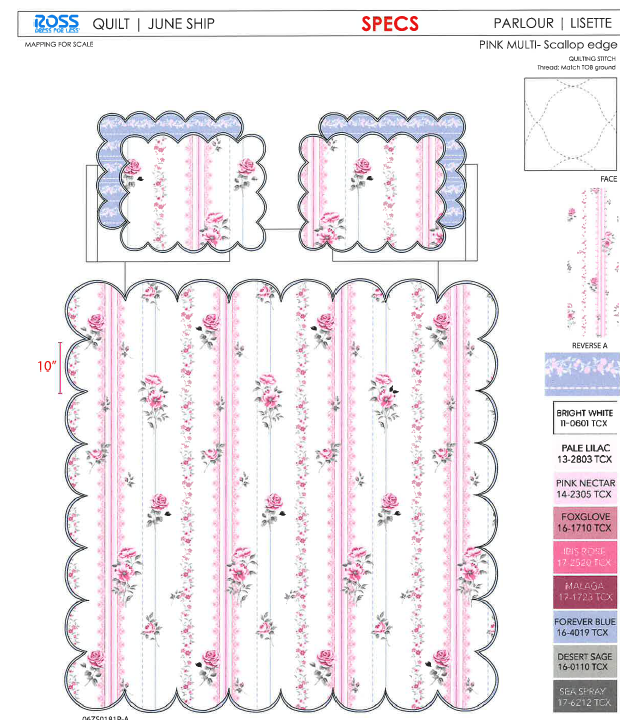 ROSS
DRESS FOR LESS
QUILT | JUNE SHIP
SPECS
PARLOUR | LISETTE
MAPPING FOR SCALE
PINK MULTI- Scallop edge
QUILTING STITCH
Thread: Match TOB ground
FACE
REVERSE A
10"
BRIGHT WHITE
11-0601 TCX
PALE LILAC
13-2803 TCX
PINK NECTAR
14-2305 TCX
FOXGLOVE
16-1710 TCX
IBIS ROSE
17-2520 TCX
MALAGA
17-1723 TCX
FOREVER BLUE
16-4019 TCX
DESERT SAGE
16-0110 TCX
SEA SPRAY
17-6212 TCX